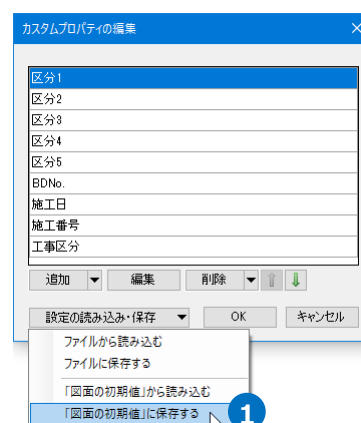 カスタムプロパティの編集
区分1
区分2
区分3
区分4
区分5
BDNo.
施工日
施工番号
工事区分
追加 編集 削除
設定の読み込み・保存 OK キャンセル
ファイルから読み込む
ファイルに保存する
「図面の初期値」から読み込む
「図面の初期値」に保存する 1